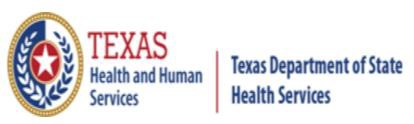 TEXAS
Health and Human
Services
Texas Department of State
Health Services